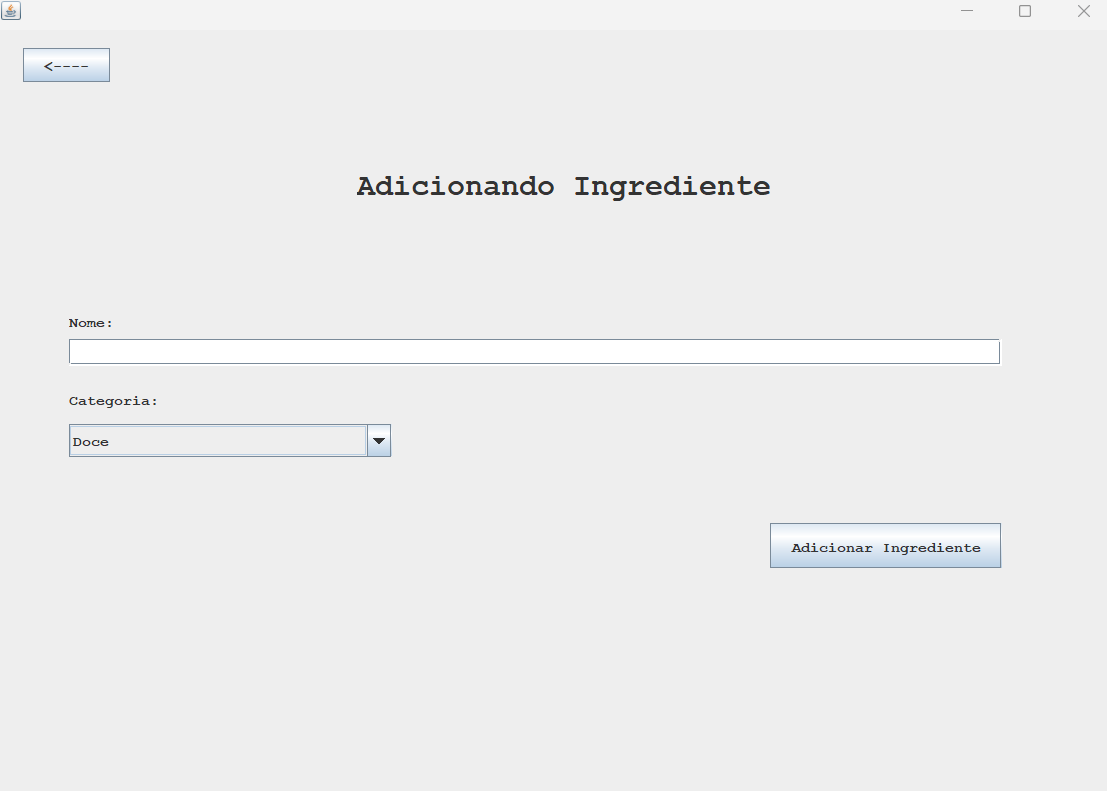 <----
Adicionando Ingrediente
Nome:
Categoria:
Doce
Adicionar Ingrediente